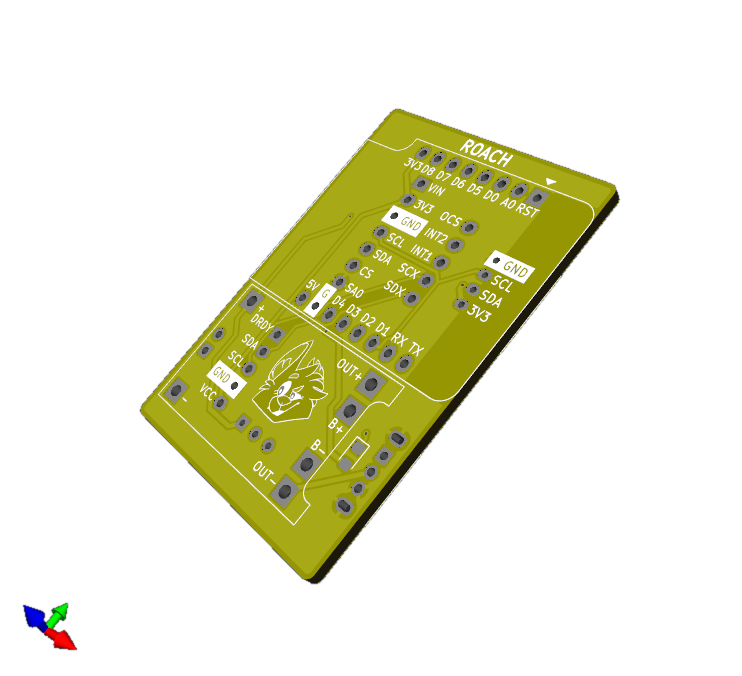 ROACH
3V3 D8 D7 D6 D5 D0 A0 RST
VIN
3V3 OCS
GND INT2
SCL INT1
SDA SCX
CS SDX
SA0
GND
SCL
SDA
3V3
5V G D4 D3 D2 D1 RX TX
+
DRDY
SDA
SCL
GND
VCC
-
OUT+
B+
B-
OUT-